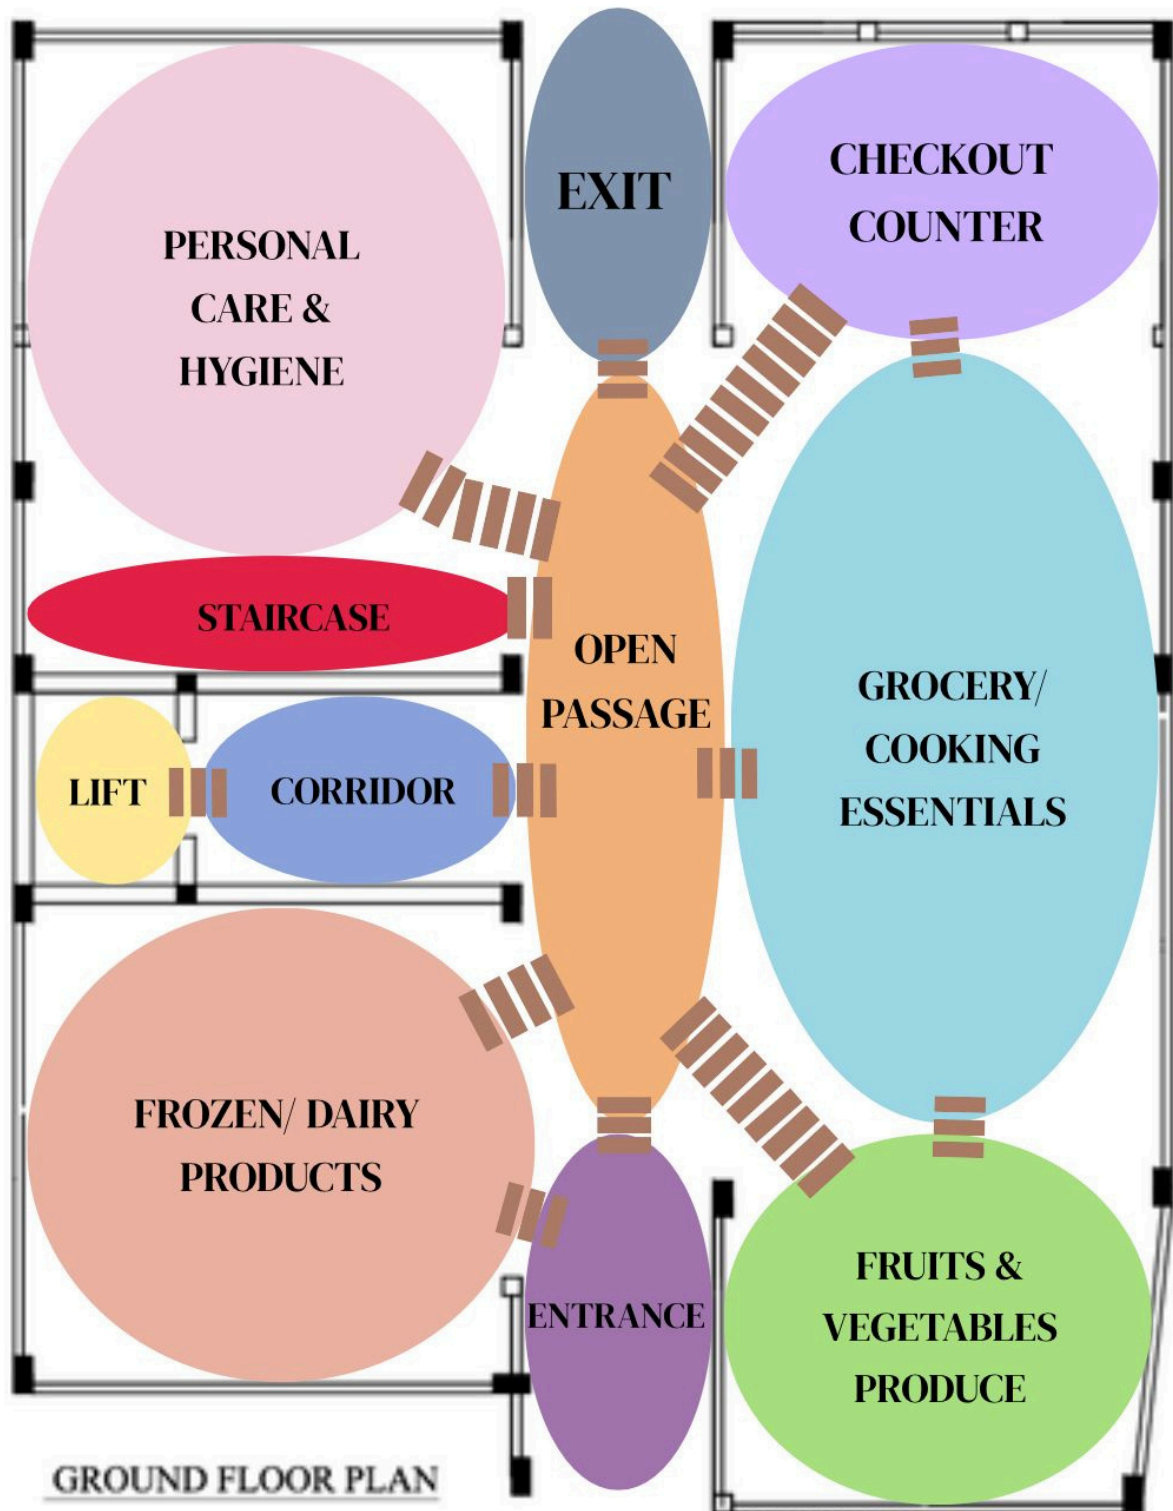 EXIT
CHECKOUT
COUNTER
PERSONAL
CARE &
HYGIENE
STAIRCASE
OPEN
PASSAGE
GROCERY/
COOKING
ESSENTIALS
LIFT
CORRIDOR
FROZEN/ DAIRY
PRODUCTS
ENTRANCE
FRUITS &
VEGETABLES
PRODUCE
GROUND FLOOR PLAN